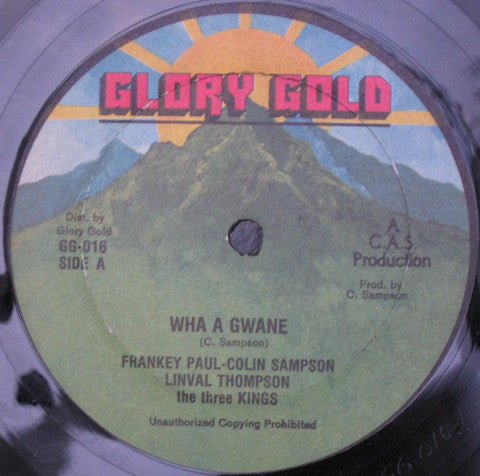 GLORY GOLD
Dist. by
Glory Gold
GG-016
SIDE A
A
C.A.S.
Production
Prod. by
C. Sampson
WHA A GWANE
(C. Sampson)
FRANKEY PAUL-COLIN SAMPSON
LINVAL THOMPSON
the three KINGS
Unauthorized Copying Prohibited